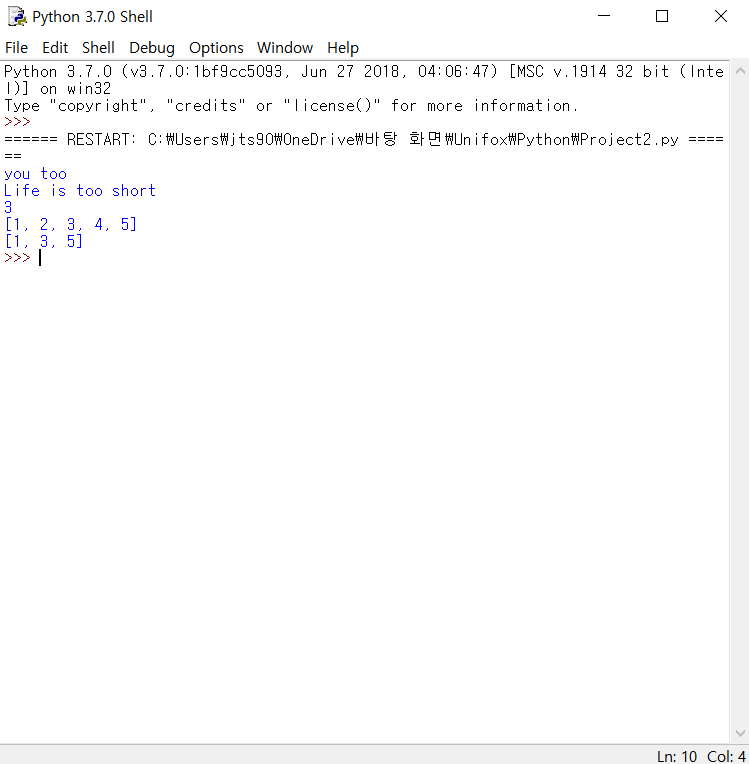 Python 3.7.0 Shell
File Edit Shell Debug Options Window Help
Python 3.7.0 (v3.7.0:1bf9cc5093, Jun 27 2018, 04:06:47) [MSC v.1914 32 bit (Inte
l)] on win32
Type "copyright", "credits" or "license()" for more information.
>>>
====== RESTART: C:₩Users₩jts90₩OneDrive₩바탕 화면₩Unifox₩Python₩Project2.py ====
==
you too
Life is too short
3
[1, 2, 3, 4, 5]
[1, 3, 5]
>>>
Ln: 10 Col: 4